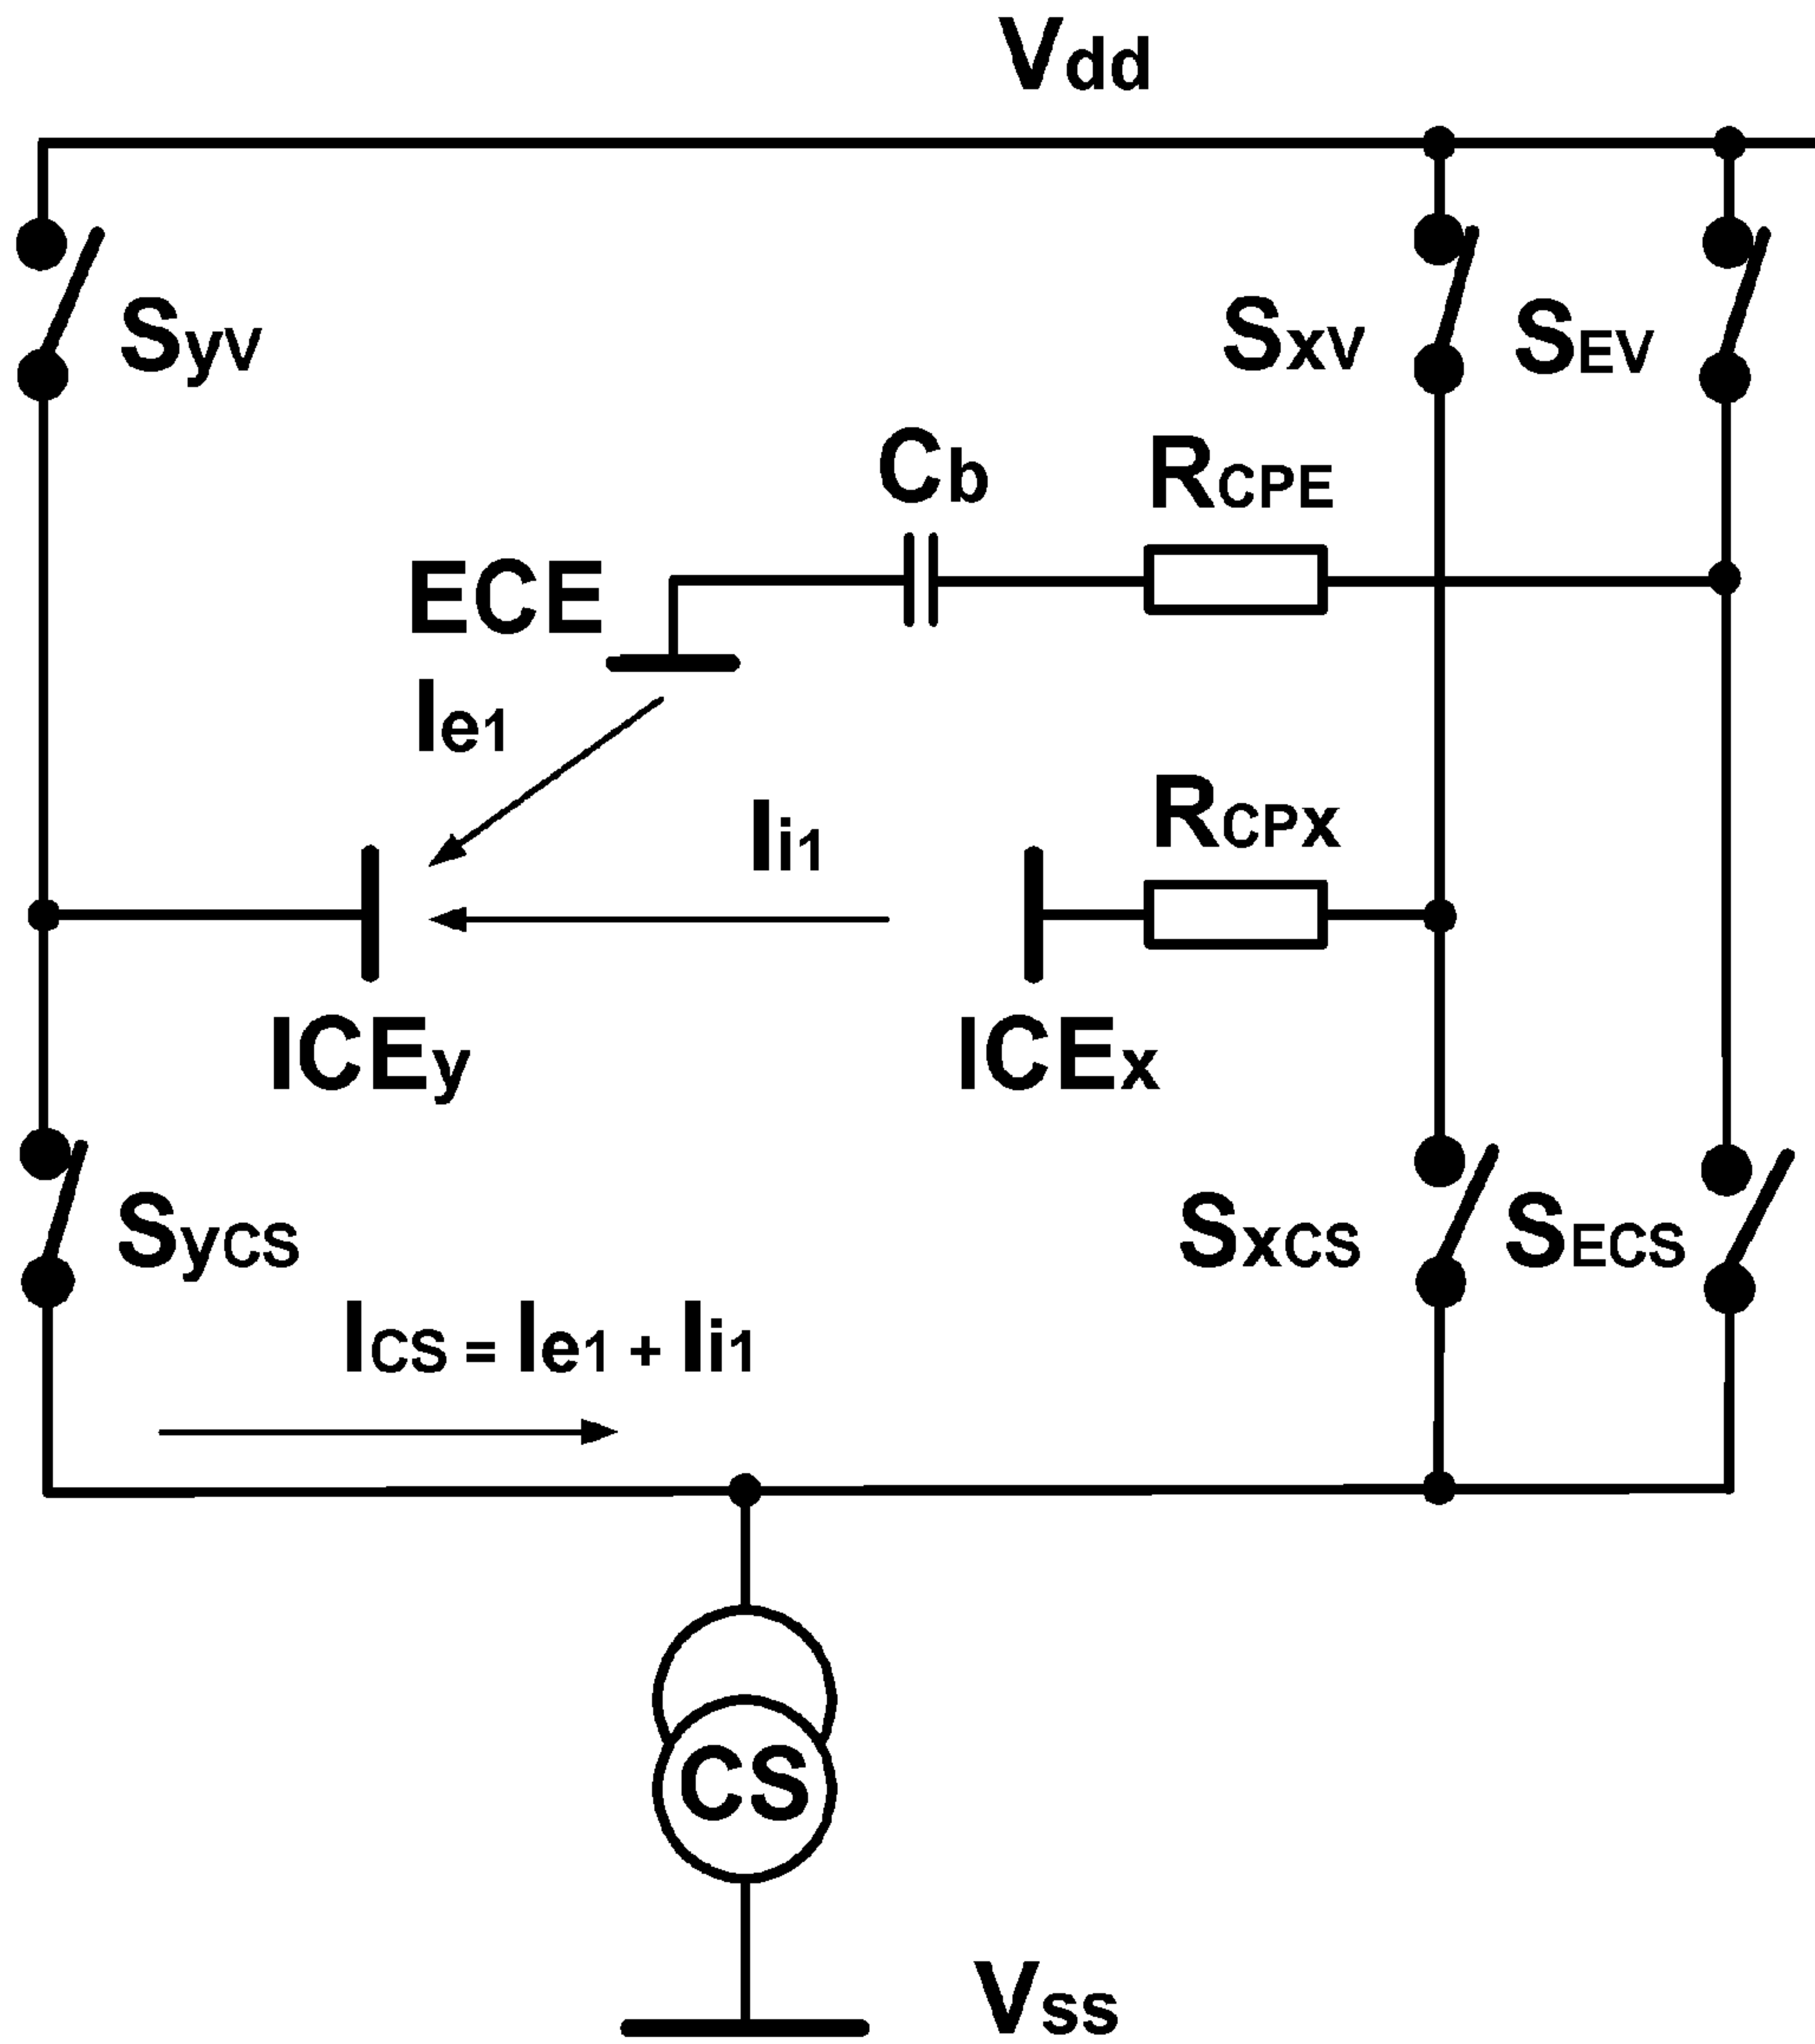 Vdd
Syv
Sxv
SEV
Cb
RCPE
ECE
Ie1
Ii1
RCPx
ICEy
ICEx
SyCS
SxCS
SECS
ICS = Ie1 + Ii1
CS
Vss